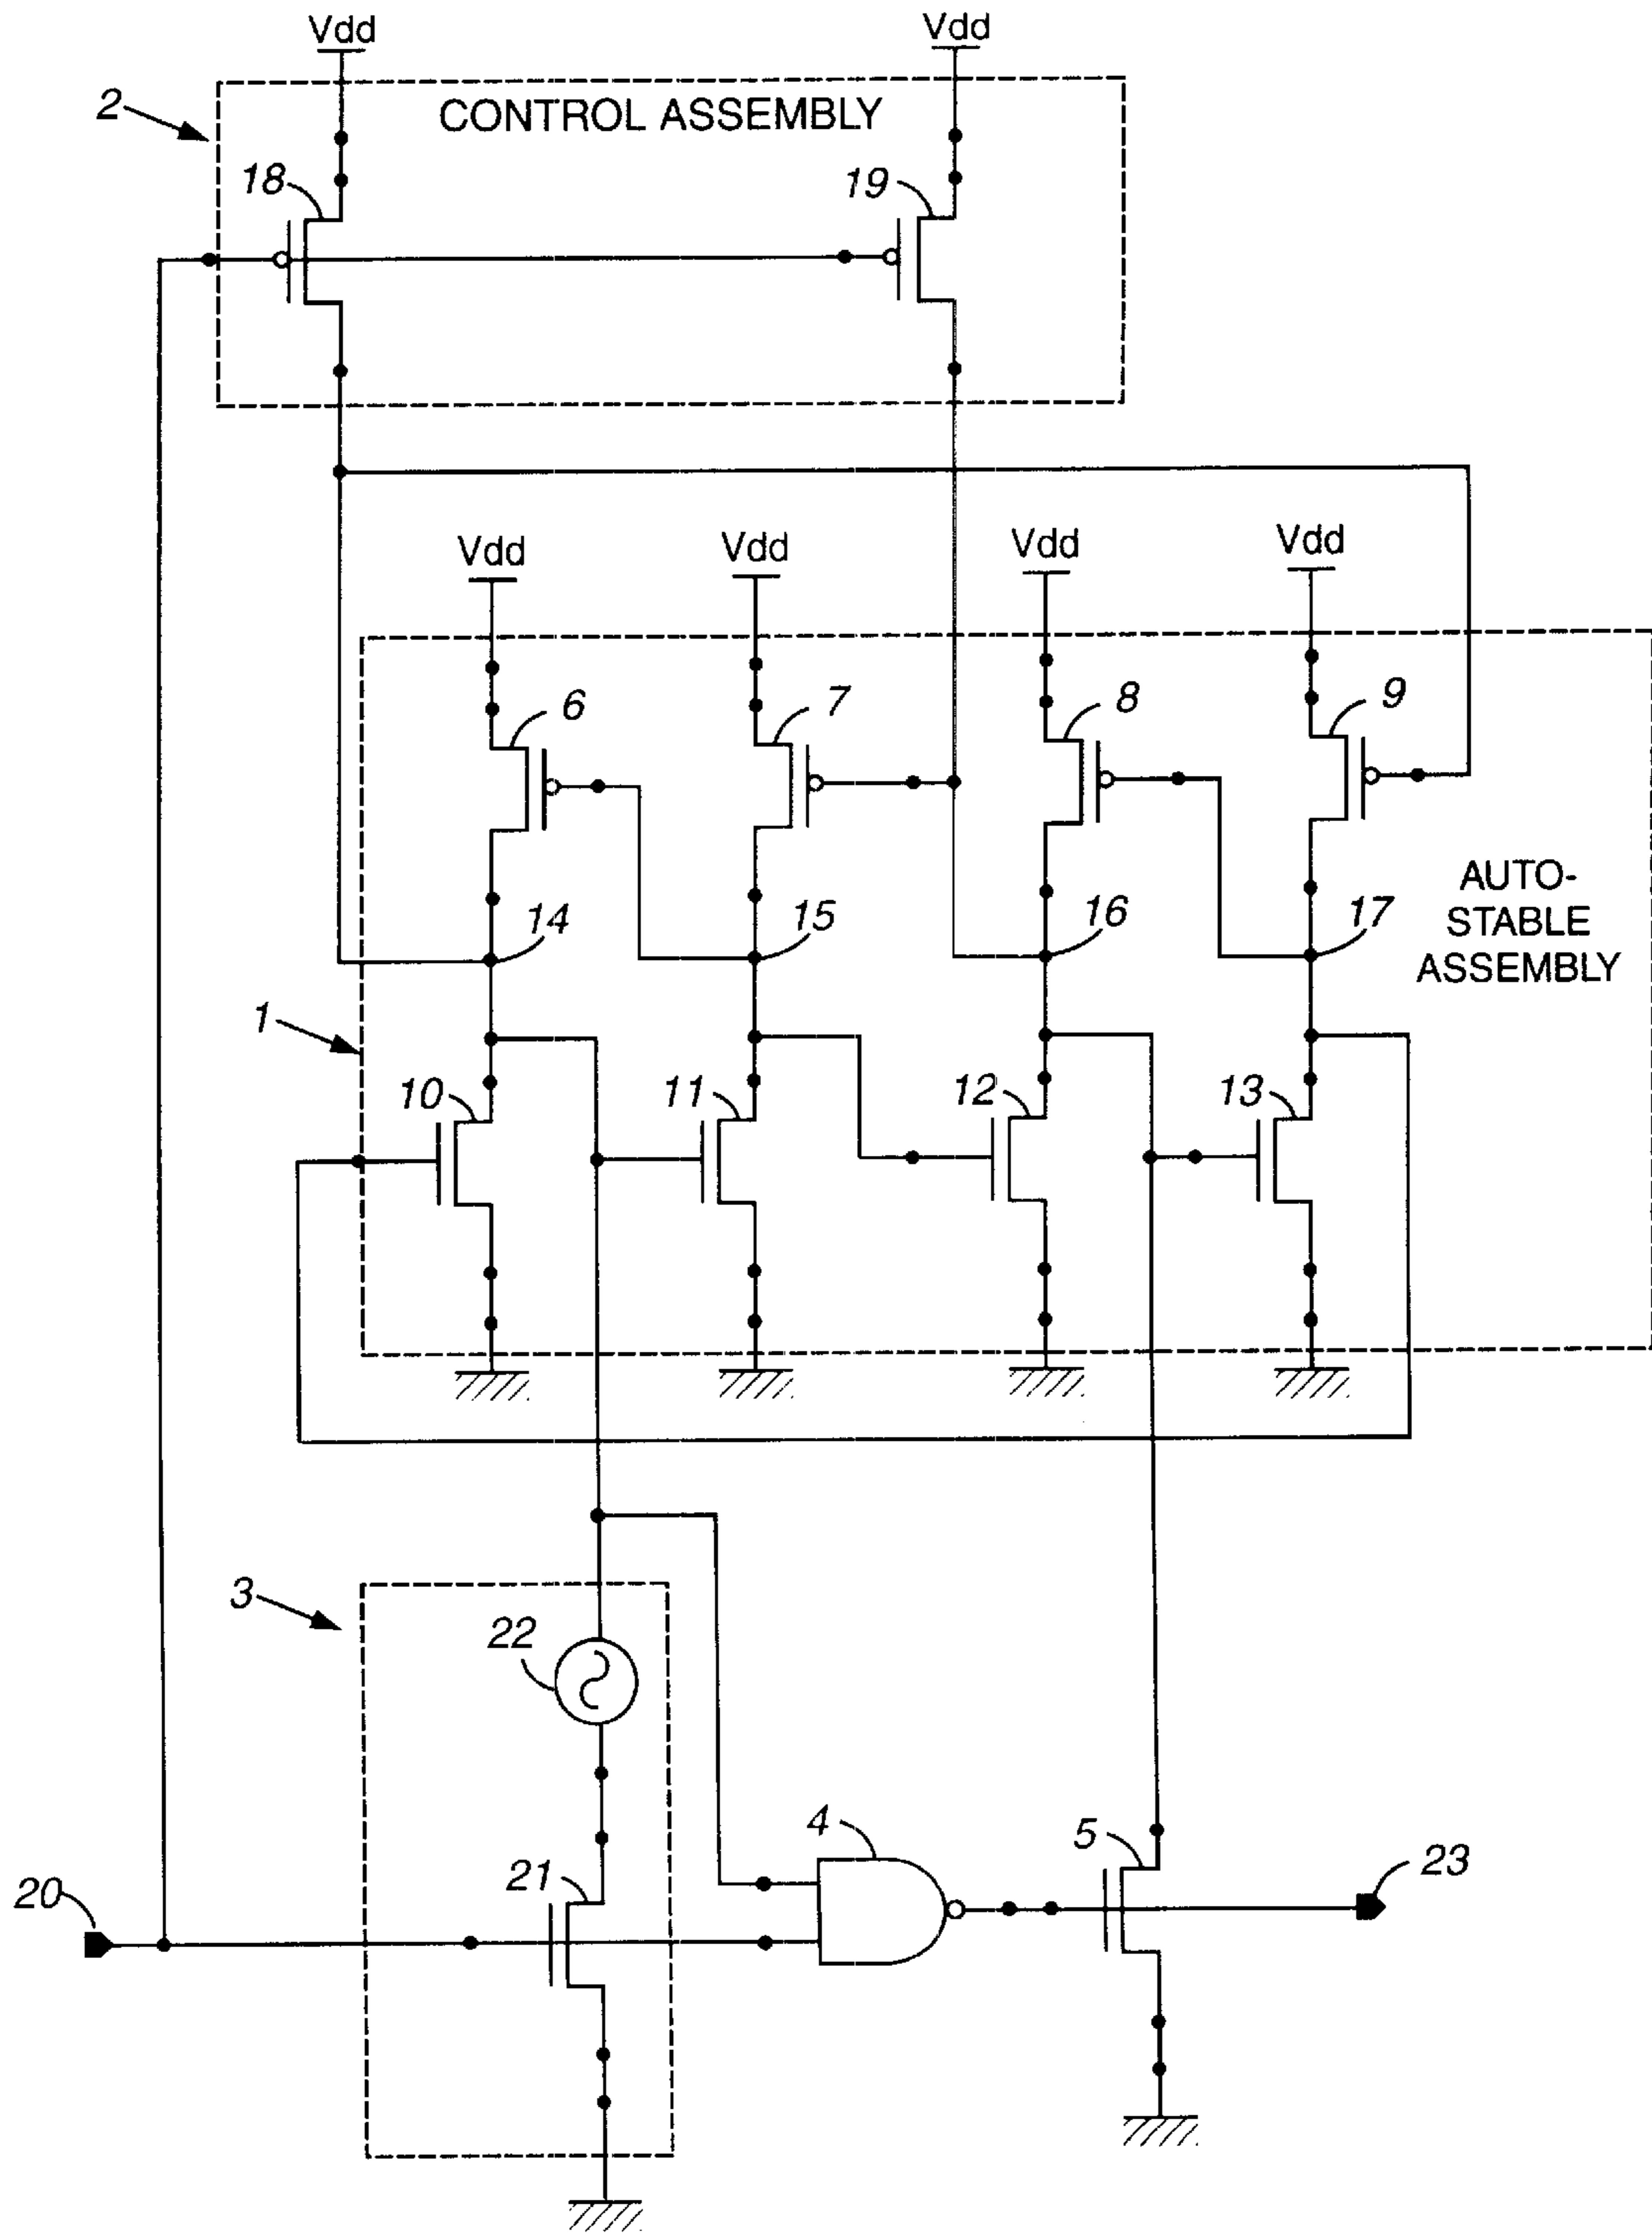 Vdd
Vdd
2
CONTROL ASSEMBLY
18
19
Vdd
Vdd
Vdd
Vdd
6
7
8
9
AUTO-
STABLE
ASSEMBLY
14
15
16
17
1
10
11
12
13
3
22
4
5
21
20
23